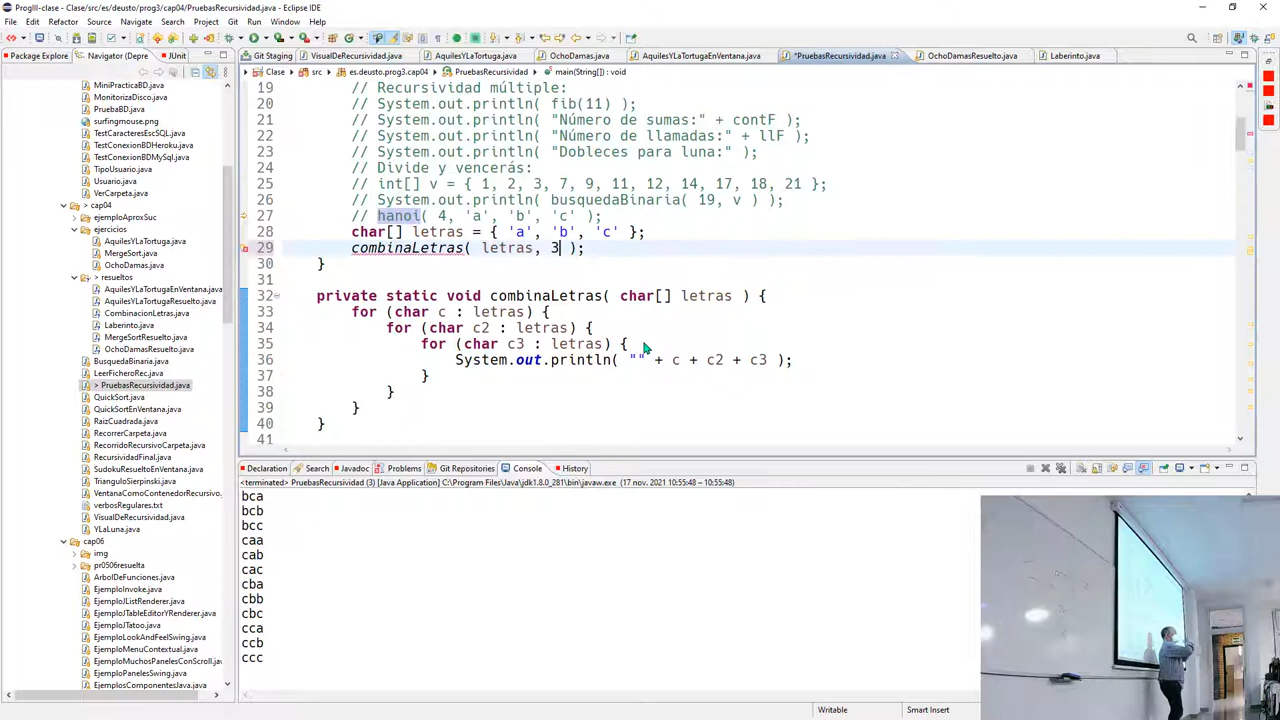 ProgIII-clase - Clase/src/es/deusto/prog3/cap04/PruebasRecursividad.java - Eclipse IDE
File Edit Source Refactor Navigate Search Project Git Run Window Help
Package Explorer Navigator (Depre JUnit
Git Staging VisualDeRecursividad.java AquilesYLaTortuga.java OchoDamas.java AquilesYLaTortuga.java *PruebasRecursividad.java OchoDamasResuelto.java Laberinto.java
Clase src es.deusto.prog3.cap04 PruebasRecursividad main(String[]) : void
MiniPracticaBD.java
MonitorizaDisco.java
PruebaBD.java
surfingmouse.png
TestCaracteresEscSQL.java
TestConexionBDHeroku.java
TestConexionBDMySql.java
TipoUsuario.java
Usuario.java
VerCarpeta.java
> cap04
ejemploAproxSuc
ejercicios
AquilesYLaTortuga.java
MergeSort.java
OchoDamas.java
> resueltos
AquilesYLaTortugaEnVentana.java
AquilesYLaTortugaResuelto.java
CombinacionLetras.java
Laberinto.java
MergeSortResuelto.java
OchoDamasResuelto.java
BusquedaBinaria.java
LeerFicheroRec.java
> PruebasRecursividad.java
QuickSort.java
QuickSortEnVentana.java
RaizCuadrada.java
RecorrerCarpeta.java
RecorridoRecursivoCarpeta.java
RecursividadFinal.java
SudokuResueltoEnVentana.java
TrianguloSierpinski.java
VentanaComoContenedorRecursivo.
verbosRegulares.txt
VisualDeRecursividad.java
YLaLuna.java
cap06
img
pr0506resuelta
ArbolDeFunciones.java
EjemploInvoke.java
EjemploJListRenderer.java
EjemploJTableEditorYRenderer.java
EjemploJTatoo.java
EjemploLookAndFeelSwing.java
EjemploMenuContextual.java
EjemploMuchosPanelesConScroll.java
EjemploPanelesSwing.java
EjemplosComponentesJava.java
19 // Recursividad múltiple:
20 // System.out.println( fib(11) );
21 // System.out.println( "Número de sumas:" + contF );
22 // System.out.println( "Número de llamadas:" + llF );
23 // System.out.println( "Dobleces para luna:" );
24 // Divide y vencerás:
25 // int[] v = { 1, 2, 3, 7, 9, 11, 12, 14, 17, 18, 21 };
26 // System.out.println( busquedaBinaria( 19, v ) );
27 // hanoi( 4, 'a', 'b', 'c' );
28 char[] letras = { 'a', 'b', 'c' };
29 combinaLetras( letras, 3 );
30 }
31
32 private static void combinaLetras( char[] letras ) {
33 for (char c : letras) {
34 for (char c2 : letras) {
35 for (char c3 : letras) {
36 System.out.println( "" + c + c2 + c3 );
37 }
38 }
39 }
40 }
41
Declaration Search Javadoc Problems Git Repositories Console History
<terminated> PruebasRecursividad (3) [Java Application] C:\Program Files\Java\jdk1.8.0_281\bin\javaw.exe (17 nov. 2021 10:55:48 – 10:55:48)
bca
bcb
bcc
caa
cab
cac
cba
cbb
cbc
cca
ccb
ccc
Writable Smart Insert